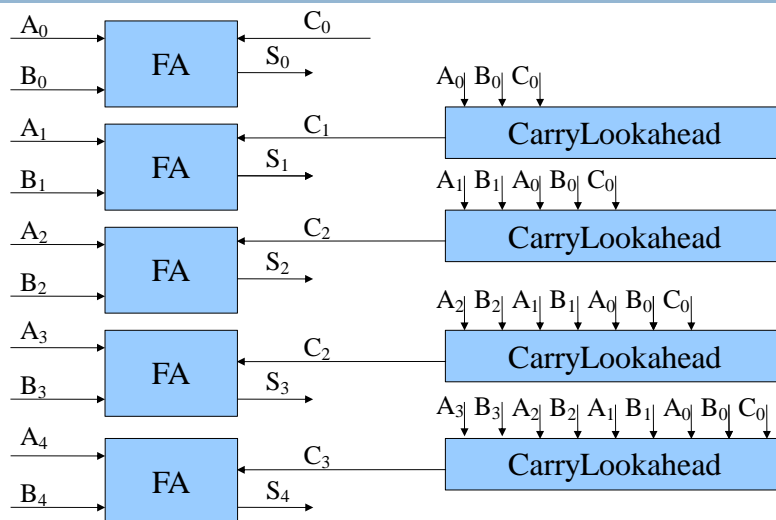 A₀ C₀
FA
B₀ S₀
A₀ B₀ C₀
A₁ C₁ CarryLookahead
FA
B₁ S₁
A₁ B₁ A₀ B₀ C₀
A₂ C₂ CarryLookahead
FA
B₂ S₂
A₂ B₂ A₁ B₁ A₀ B₀ C₀
A₃ C₂ CarryLookahead
FA
B₃ S₃
A₃ B₃ A₂ B₂ A₁ B₁ A₀ B₀ C₀
A₄ C₃ CarryLookahead
FA
B₄ S₄